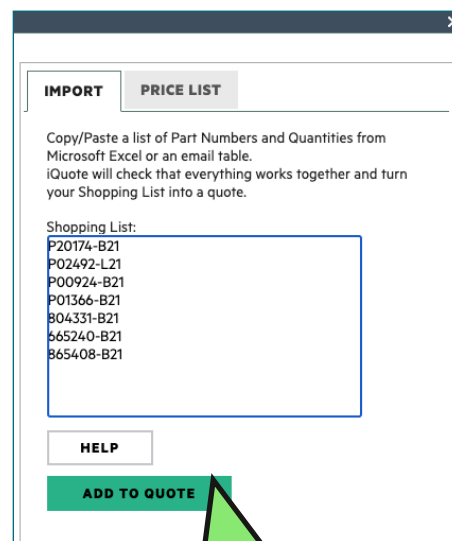 IMPORT
PRICE LIST
Copy/Paste a list of Part Numbers and Quantities from
Microsoft Excel or an email table.
iQuote will check that everything works together and turn
your Shopping List into a quote.
Shopping List:
P20174-B21
P02492-L21
P00924-B21
P01366-B21
804331-B21
665240-B21
865408-B21
HELP
ADD TO QUOTE